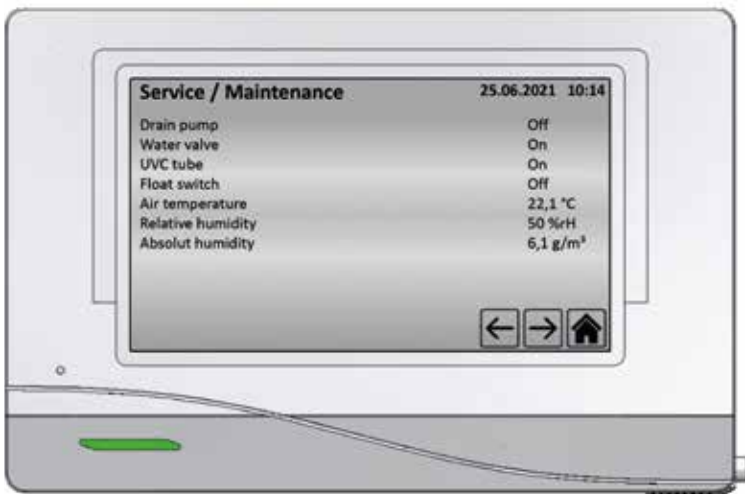 Service / Maintenance 25.06.2021 10:14
Drain pump Off
Water valve On
UVC tube On
Float switch Off
Air temperature 22,1 °C
Relative humidity 50 %rH
Absolut humidity 6,1 g/m³